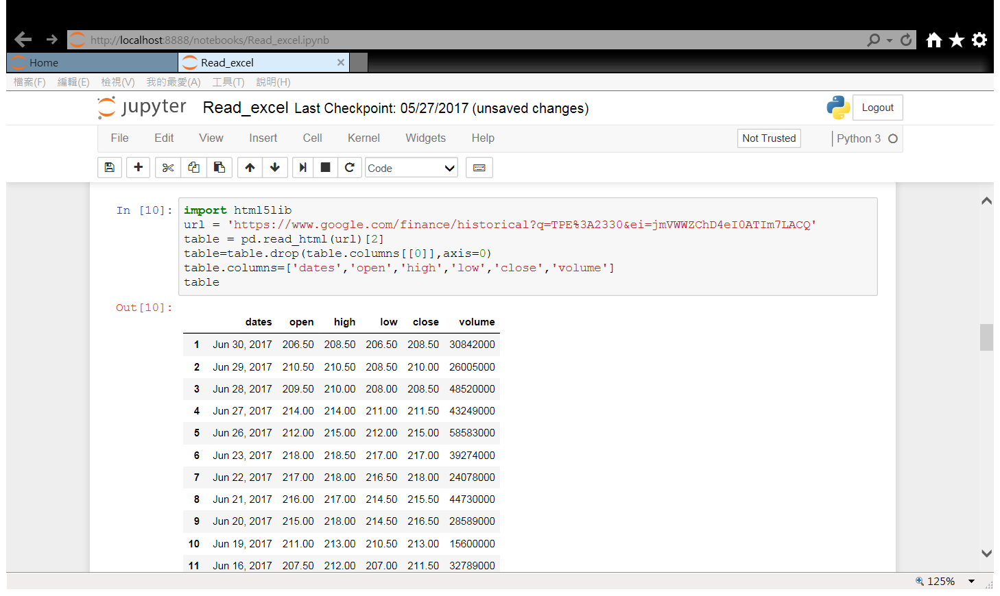 http://localhost:8888/notebooks/Read_excel.ipynb
Home Read_excel
檔案(F) 編輯(E) 檢視(V) 我的最愛(A) 工具(T) 說明(H)
jupyter Read_excel Last Checkpoint: 05/27/2017 (unsaved changes) Logout
File Edit View Insert Cell Kernel Widgets Help Not Trusted Python 3
Code
In [10]: import html5lib
url = 'https://www.google.com/finance/historical?q=TPE%3A2330&ei=jmVWWZChD4eI0ATIm7LACQ'
table = pd.read_html(url)[2]
table=table.drop(table.columns[[0]],axis=0)
table.columns=['dates','open','high','low','close','volume']
table
Out[10]:
dates open high low close volume
1 Jun 30, 2017 206.50 208.50 206.50 208.50 30842000
2 Jun 29, 2017 210.50 210.50 208.50 210.00 26005000
3 Jun 28, 2017 209.50 210.00 208.00 208.50 48520000
4 Jun 27, 2017 214.00 214.00 211.00 211.50 43249000
5 Jun 26, 2017 212.00 215.00 212.00 215.00 58583000
6 Jun 23, 2017 218.00 218.50 217.00 217.00 39274000
7 Jun 22, 2017 217.00 218.00 216.50 218.00 24078000
8 Jun 21, 2017 216.00 217.00 214.50 215.50 44730000
9 Jun 20, 2017 215.00 218.00 214.50 216.50 28589000
10 Jun 19, 2017 211.00 213.00 210.50 213.00 15600000
11 Jun 16, 2017 207.50 212.00 207.00 211.50 32789000
125%